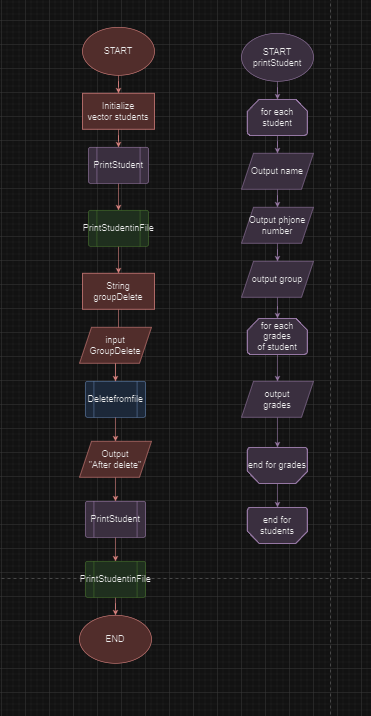 START
Initialize
vector students
PrintStudent
PrintStudentinFile
String
groupDelete
input
GroupDelete
Deletefromfile
Output
"After delete"
PrintStudent
PrintStudentinFile
END
START
printStudent
for each
student
Output name
Output phjone
number
output group
for each
grades
of student
output
grades
end for grades
end for
students